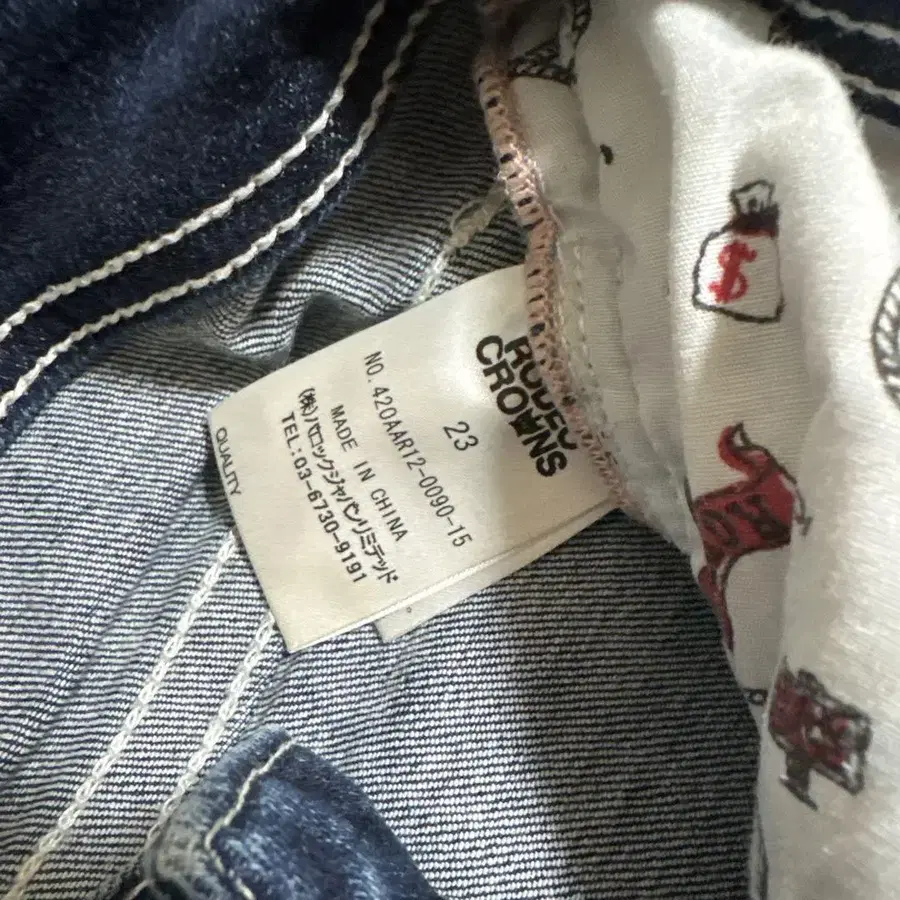 RODEO
CROWNS
23
NO.420AAR12-0090-15
MADE IN CHINA
(株)バロックジャパンリミテッド
TEL:03-6730-9191
QUALITY
$